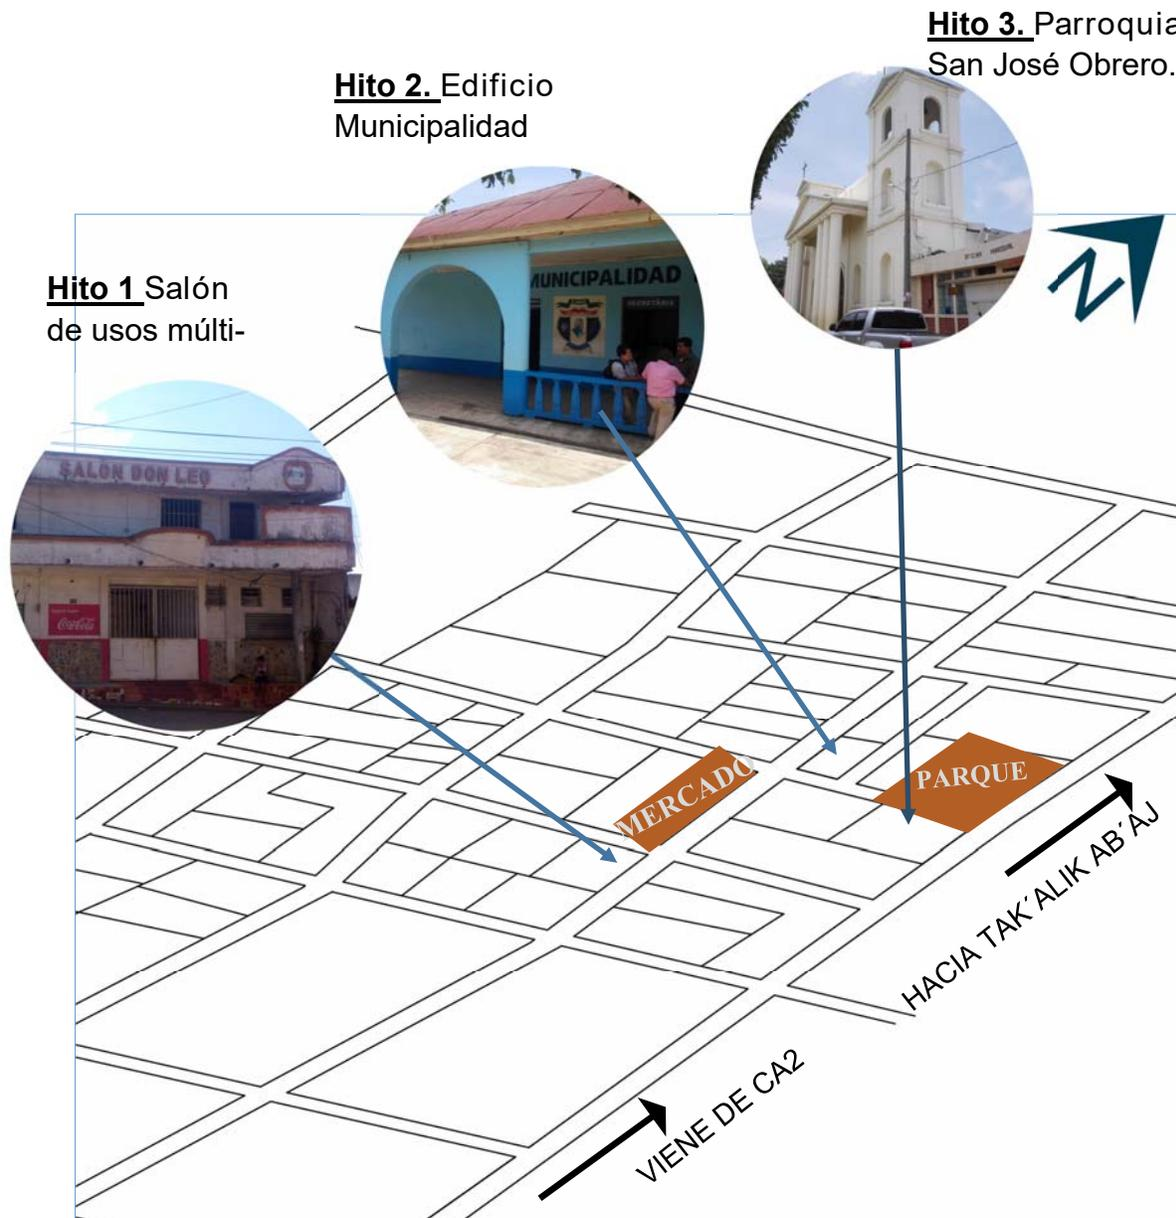 Hito 3. Parroquia
San José Obrero.
Hito 2. Edificio
Municipalidad
Hito 1 Salón
de usos múlti-
N
MUNICIPALIDAD
SECRETARIA
SALON DON LEO
Coca-Cola
MERCADO
PARQUE
HACIA TAK´ALIK AB´AJ
VIENE DE CA2